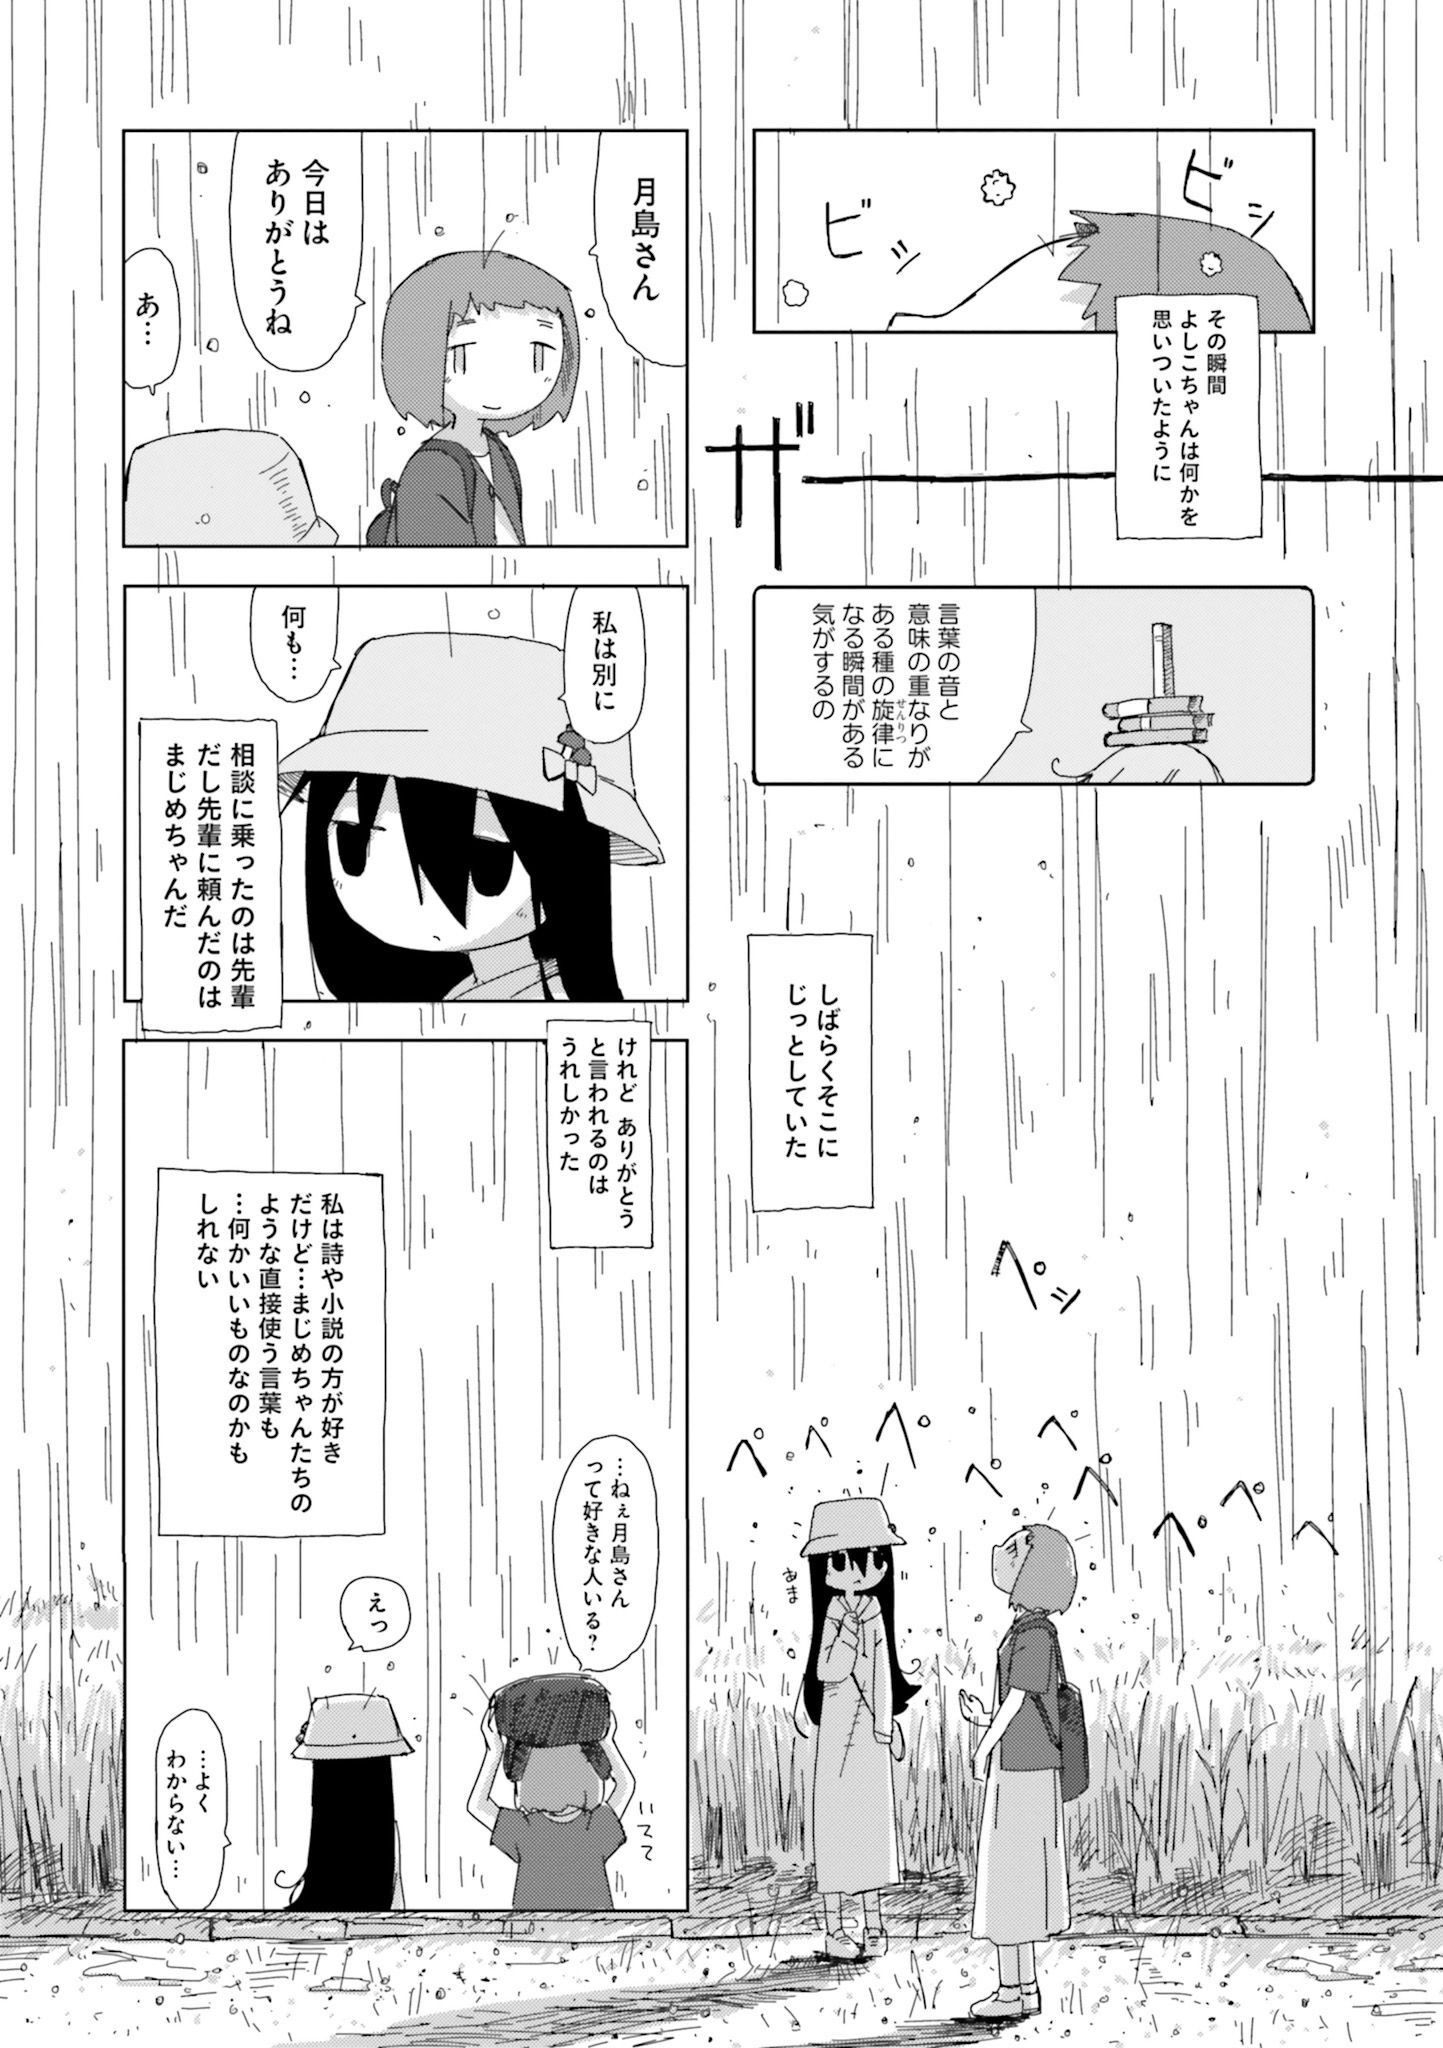 ビビッ
その瞬間
よしこちゃんは何かを
思いついたように
ザー
言葉の音と
意味の重なりが
ある種の旋律に
せんりつ
なる瞬間がある
気がするの
しばらくそこに
じっとしていた
ペッ
ペ
ペ
ペ
ペ
ペ
ペ
ペ
ペ
あま
月島さん
今日は
ありがとうね
あ…
私は別に
何も…
相談に乗ったのは先輩
だし先輩に頼んだのは
まじめちゃんだ
けれど ありがとう
と言われるのは
うれしかった
私は詩や小説の方が好き
だけど…まじめちゃんたちの
ような直接使う言葉も
…何かいいものなのかも
しれない
…ねぇ月島さん
って好きな人いる?
いてて
えっ
…よく
わからない…